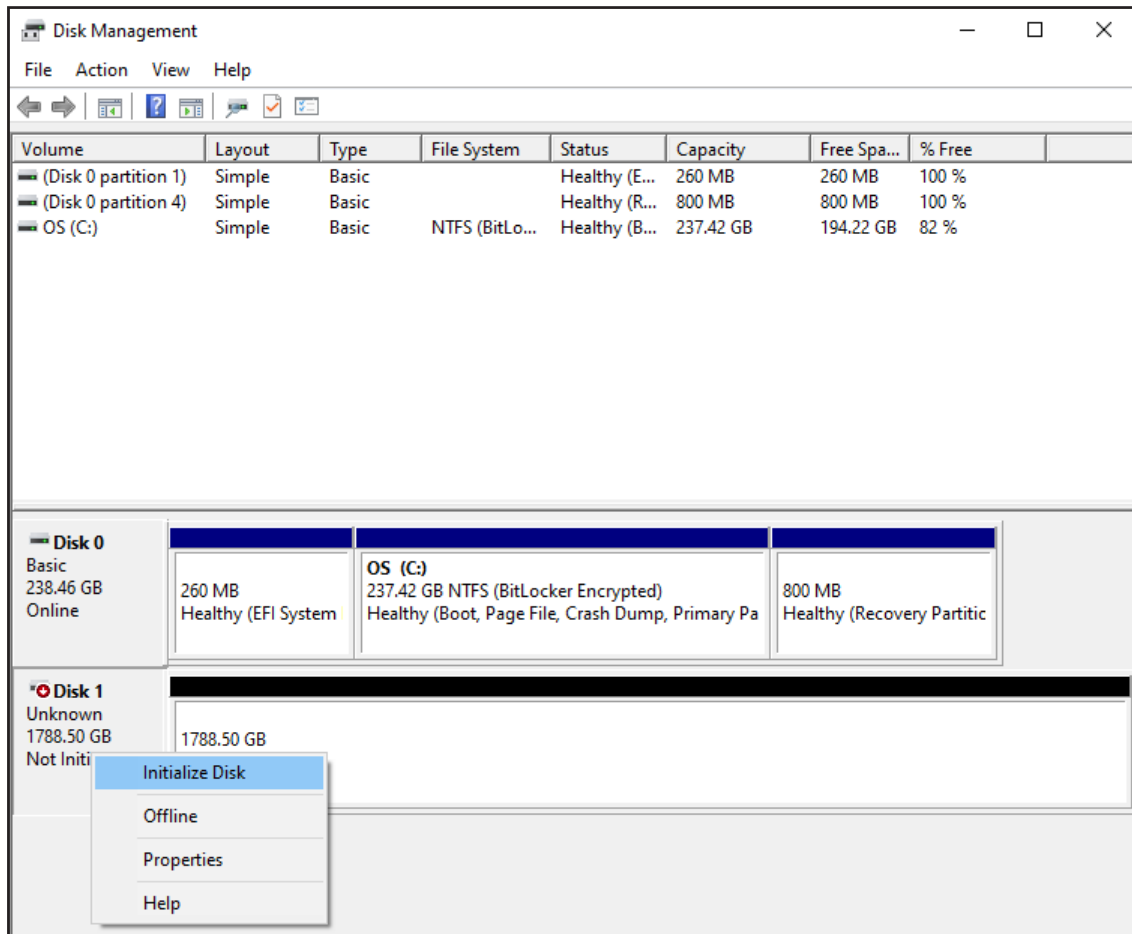 Disk Management
File Action View Help
Volume Layout Type File System Status Capacity Free Spa... % Free
(Disk 0 partition 1) Simple Basic Healthy (E... 260 MB 260 MB 100 %
(Disk 0 partition 4) Simple Basic Healthy (R... 800 MB 800 MB 100 %
OS (C:) Simple Basic NTFS (BitLo... Healthy (B... 237.42 GB 194.22 GB 82 %
Disk 0
Basic
238.46 GB
Online
260 MB
Healthy (EFI System
OS (C:)
237.42 GB NTFS (BitLocker Encrypted)
Healthy (Boot, Page File, Crash Dump, Primary Pa
800 MB
Healthy (Recovery Partitic
Disk 1
Unknown
1788.50 GB
Not Initi
1788.50 GB
Initialize Disk
Offline
Properties
Help